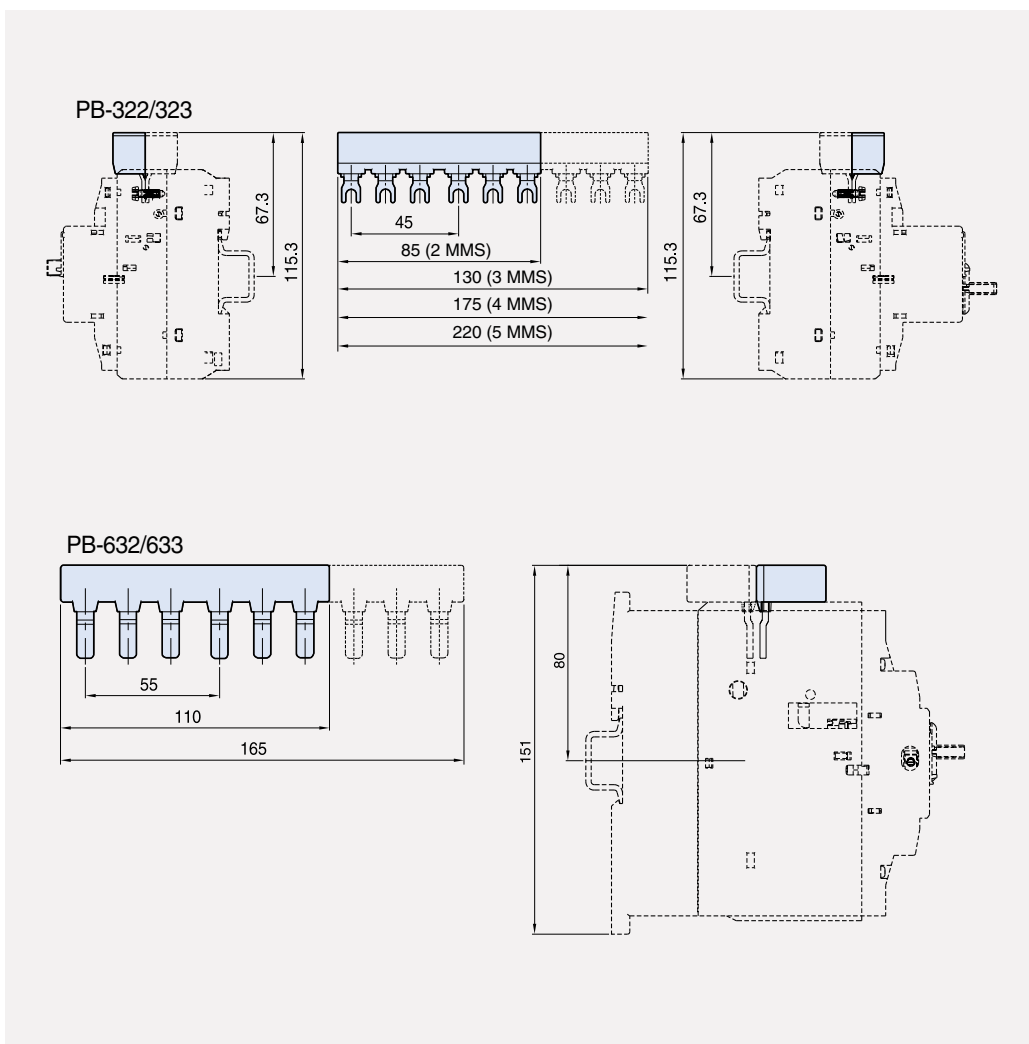 PB-322/323
67.3
115.3
45
85 (2 MMS)
130 (3 MMS)
175 (4 MMS)
220 (5 MMS)
115.3
67.3
PB-632/633
55
110
165
151
80